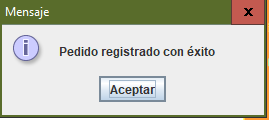 Mensaje
Pedido registrado con éxito
Aceptar